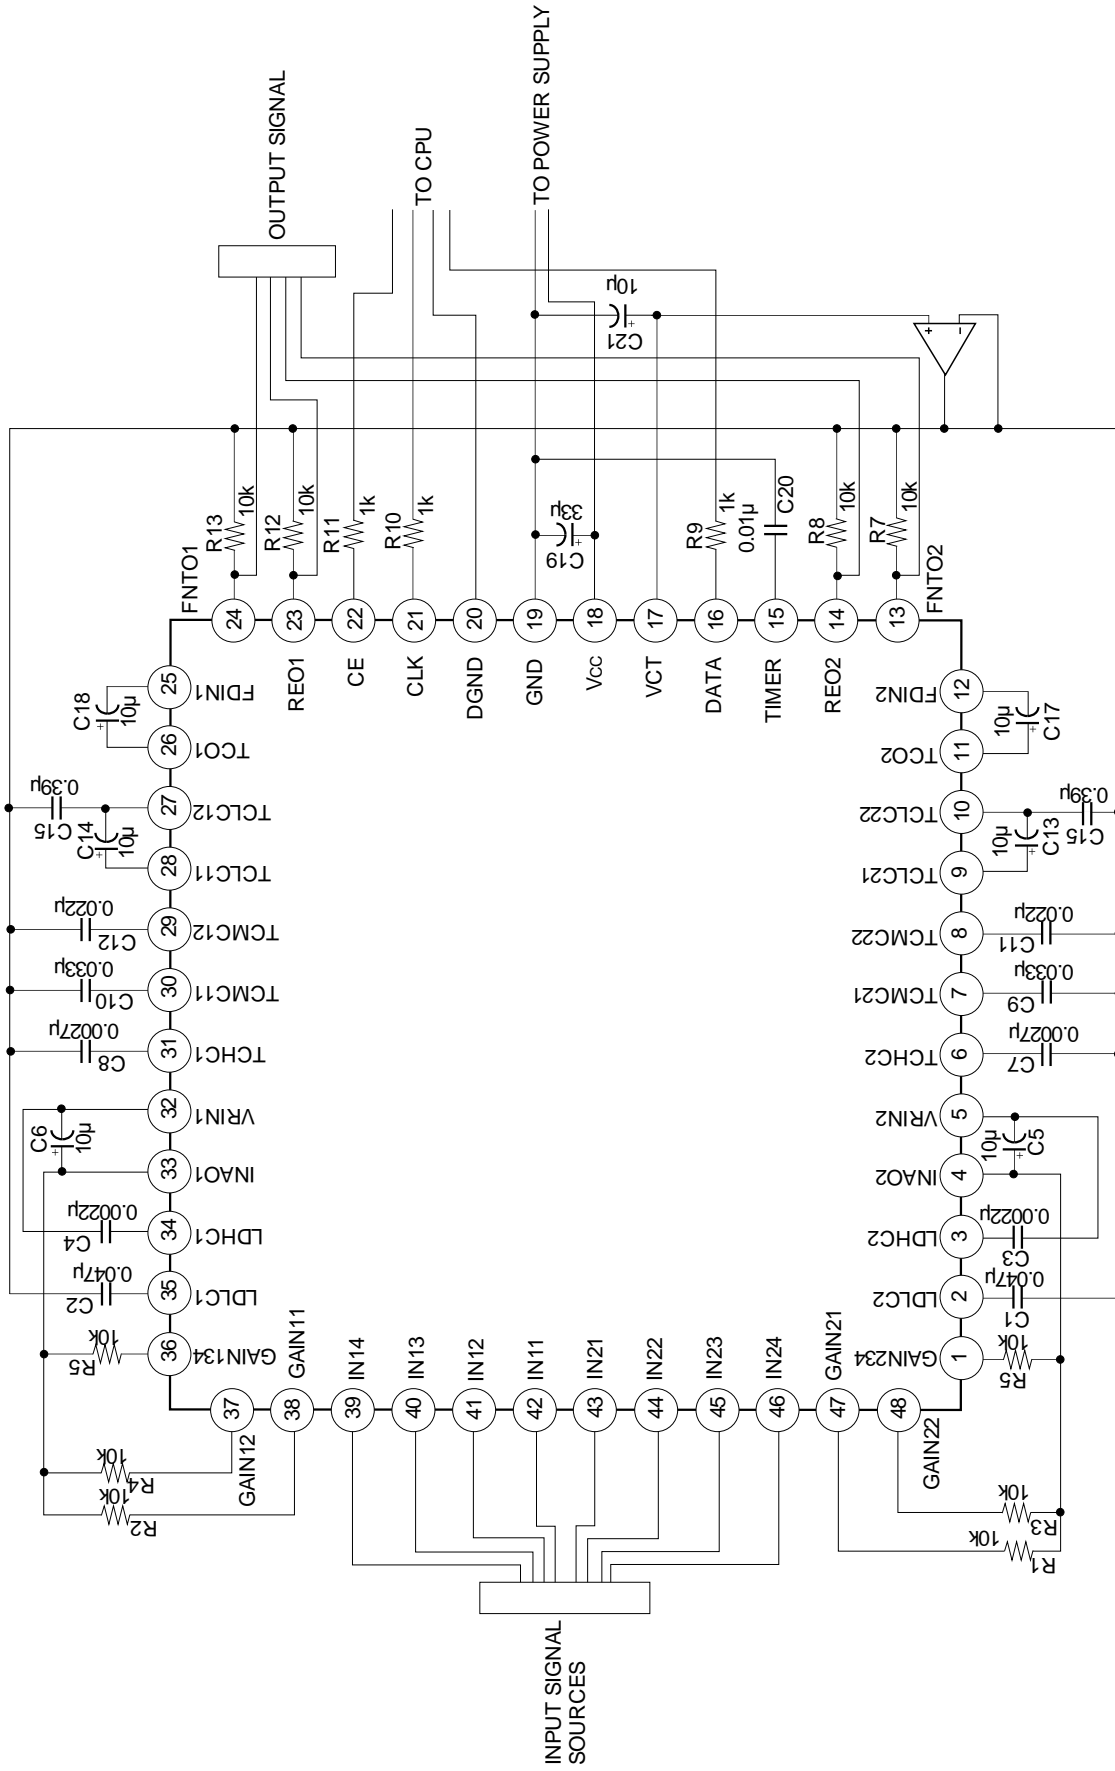 OUTPUT SIGNAL
TO CPU
TO POWER SUPPLY
C21
10µ
+
+
–
R13
10k
R12
10k
R11
1k
R10
1k
C19
33µ
+
R9
1k
0.01µ
C20
R8
10k
R7
10k
FNTO1
24
23
22
21
20
19
18
17
16
15
14
13
FNTO2
REO1
CE
CLK
DGND
GND
VCC
VCT
DATA
TIMER
REO2
C18
10µ
+
25
FDIN1
26
TCO1
C15
0.39µ
C14
10µ
+
27
TCLC12
28
TCLC11
C12
0.022µ
29
TCMC12
C10
0.033µ
30
TCMC11
C8
0.0027µ
31
TCHC1
C6
10µ
+
32
VRIN1
33
INAO1
C4
0.0022µ
34
LDHC1
C2
0.047µ
35
LDLC1
R5
10k
36
GAIN134
12
FDIN2
11
TCO2
10µ
+
C17
10
TCLC22
9
TCLC21
10µ
+
C13
C15
0.39µ
8
TCMC22
C11
0.022µ
7
TCMC21
C9
0.033µ
6
TCHC2
C7
0.0027µ
5
VRIN2
4
INAO2
10µ
+
C5
3
LDHC2
C3
0.0022µ
2
LDLC2
C1
0.047µ
1
GAIN234
R5
10k
GAIN11
IN14
IN13
IN12
IN11
IN21
IN22
IN23
IN24
GAIN21
37
38
39
40
41
42
43
44
45
46
47
48
GAIN12
GAIN22
R4
10k
R2
10k
R3
10k
R1
10k
INPUT SIGNAL
SOURCES